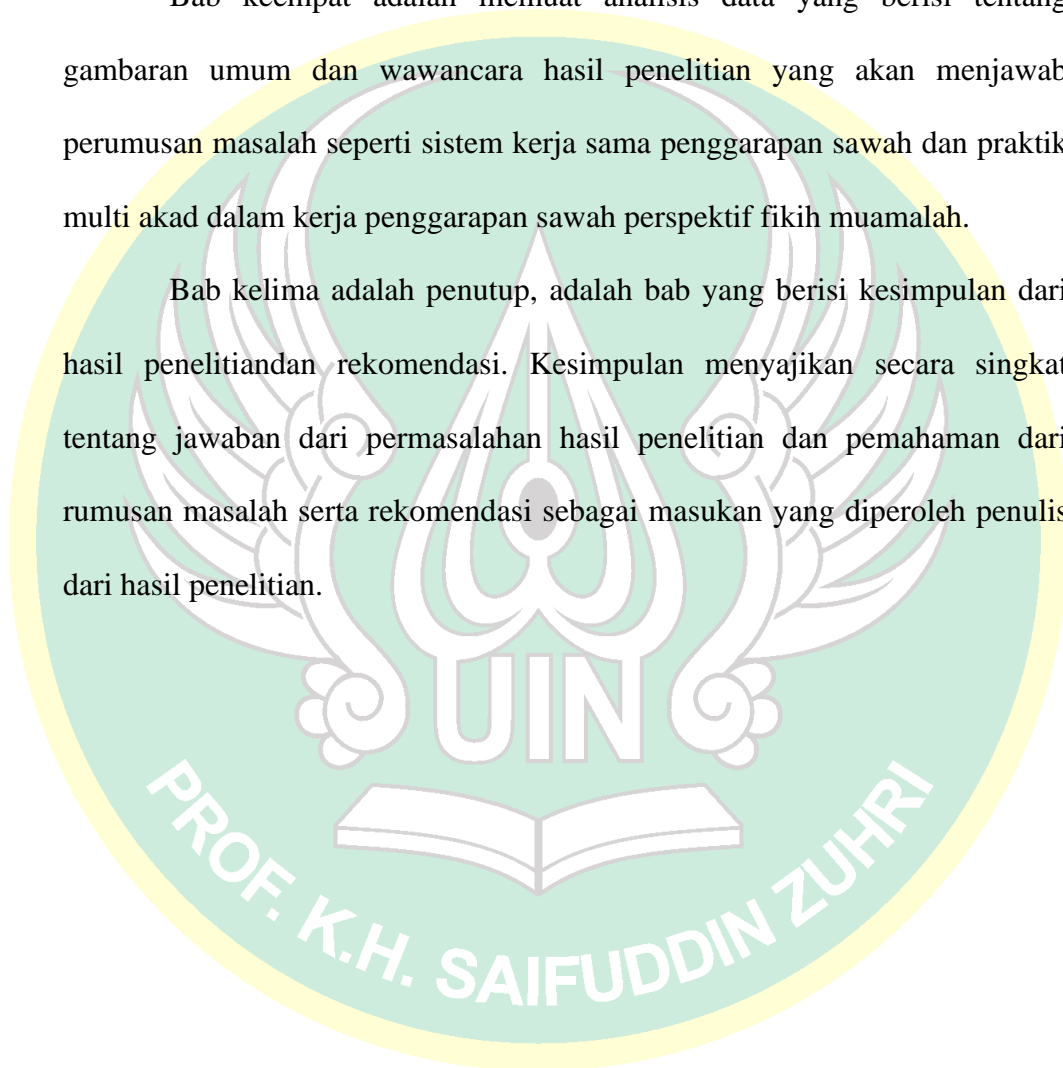 Bab keempat adalah memuat analisis data yang berisi tentang
gambaran umum dan wawancara hasil penelitian yang akan menjawab
perumusan masalah seperti sistem kerja sama penggarapan sawah dan praktik
multi akad dalam kerja penggarapan sawah perspektif fikih muamalah.
Bab kelima adalah penutup, adalah bab yang berisi kesimpulan dari
hasil penelitiandan rekomendasi. Kesimpulan menyajikan secara singkat
tentang jawaban dari permasalahan hasil penelitian dan pemahaman dari
rumusan masalah serta rekomendasi sebagai masukan yang diperoleh penulis
dari hasil penelitian.
UIN
PROF. K.H. SAIFUDDIN ZUHRI